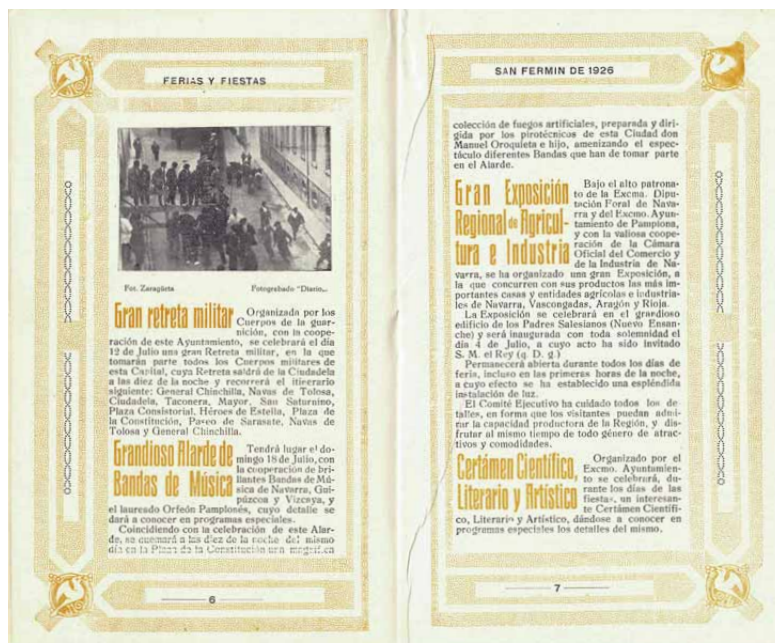 FERIAS Y FIESTAS
Fot. Zaragüeta
Fotograbado "Diario„
Gran retreta militar
Organizada por los
Cuerpos de la guar-
nición, con la coope-
ración de este Ayuntamiento, se celebrará el día
12 de Julio una gran Retreta militar, en la que
tomarán parte todos los Cuerpos militares de
esta Capital, cuya Retreta saldrá de la Ciudadela
a las diez de la noche y recorrerá el itinerario
siguiente: General Chinchilla, Navas de Tolosa,
Ciudadela, Taconera, Mayor, San Saturnino,
Plaza Consistorial, Héroes de Estella, Plaza de
la Constitución, Paseo de Sarasate, Navas de
Tolosa y General Chinchilla.
Grandioso Alarde de
Bandas de Música
Tendrá lugar el do-
mingo 18 de Julio, con
la cooperación de bri-
llantes Bandas de Mú-
sica de Navarra, Gui-
púzcoa y Vizcaya, y
el laureado Orfeón Pamplonés, cuyo detalle se
dará a conocer en programas especiales.
Coincidiendo con la celebración de este Alar-
de, se quemará a las diez de la noche del mismo
día en la Plaza de la Constitución una magnífica
6
SAN FERMIN DE 1926
colección de fuegos artificiales, preparada y diri-
gida por los pirotécnicos de esta Ciudad don
Manuel Oroquieta e hijo, amenizando el espec-
táculo diferentes Bandas que han de tomar parte
en el Alarde.
Gran Exposición
Regional de Agricul-
tura e Industria
Bajo el alto patrona-
to de la Excma. Dipu-
tación Foral de Nava-
rra y del Excmo. Ayun-
tamiento de Pamplona,
y con la valiosa coope-
ración de la Cámara
Oficial del Comercio y
de la Industria de Na-
varra, se ha organizado una gran Exposición, a
la que concurren con sus productos las más im-
portantes casas y entidades agrícolas e industria-
les de Navarra, Vascongadas, Aragón y Rioja.
La Exposición se celebrará en el grandioso
edificio de los Padres Salesianos (Nuevo Ensan-
che) y será inaugurada con toda solemnidad el
día 4 de Julio, a cuyo acto ha sido invitado
S. M. el Rey (q. D. g.)
Permanecerá abierta durante todos los días de
feria, incluso en las primeras horas de la noche,
a cuyo efecto se ha establecido una espléndida
instalación de luz.
El Comité Ejecutivo ha cuidado todos los de-
talles, en forma que los visitantes puedan admi-
rar la capacidad productora de la Región, y dis-
frutar al mismo tiempo de todo género de atrac-
tivos y comodidades.
Certámen Científico,
Literario y Artístico
Organizado por el
Excmo. Ayuntamien-
to se celebrará, du-
rante los días de las
fiestas, un interesan-
te Certámen Científi-
co, Literario y Artístico, dándose a conocer en
programas especiales los detalles del mismo.
7